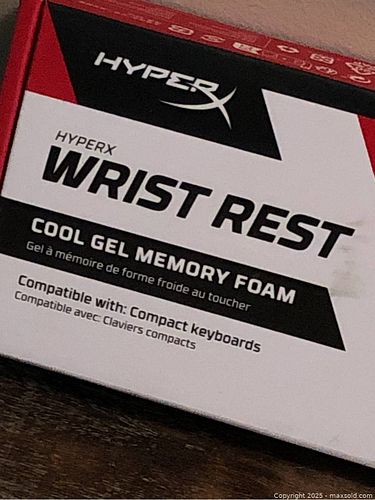 HYPERX
HYPERX
WRIST REST
COOL GEL MEMORY FOAM
Gel à mémoire de forme froide au toucher
Compatible with: Compact keyboards
Compatible avec: Claviers compacts
Copyright 2025 - maxsold.com